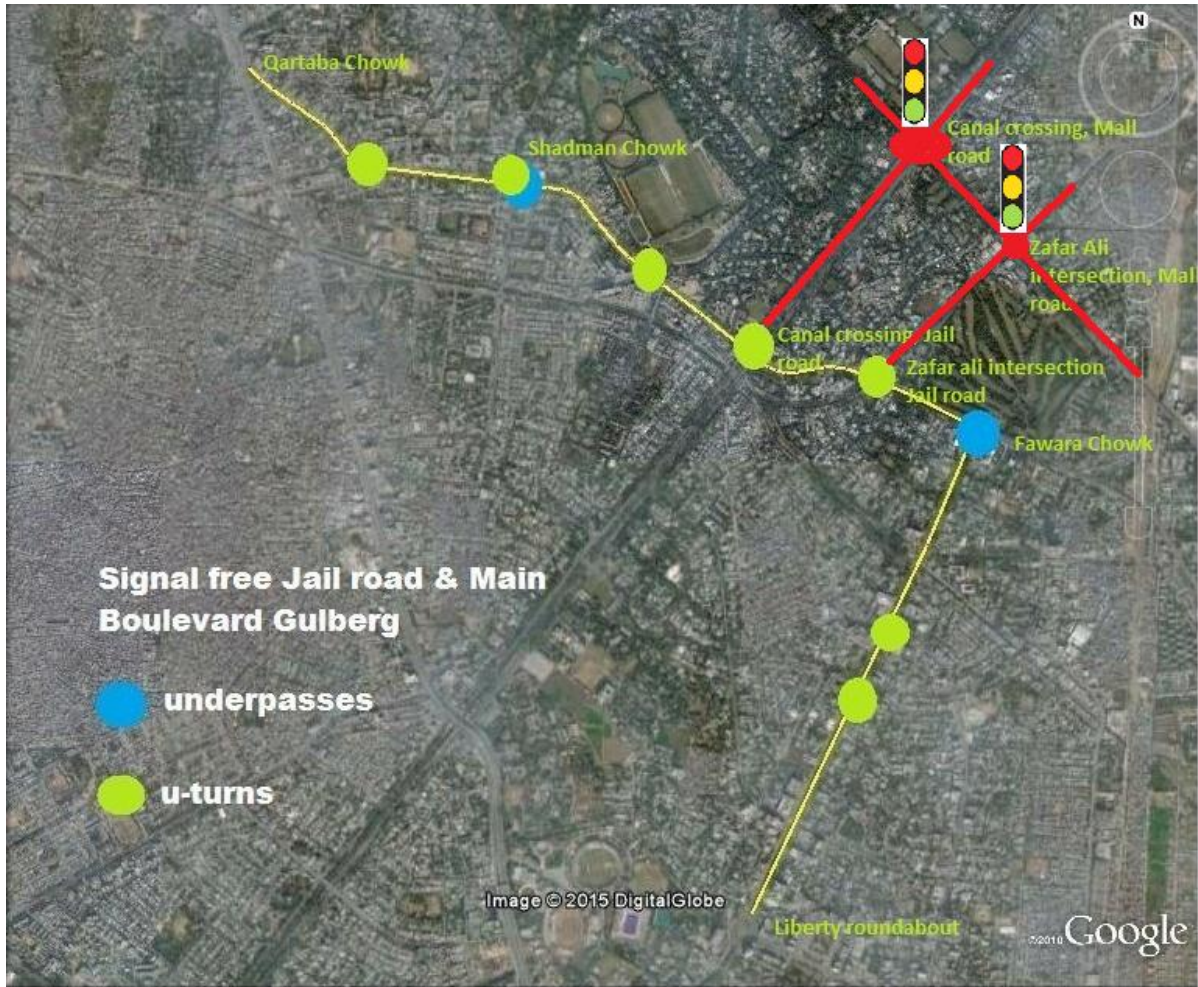 N
Qartaba Chowk
Shadman Chowk
Canal crossing, Mall
road
Zafar Ali
intersection, Mal
road
Canal crossing, Jail
road
Zafar ali intersection
Jail road
Fawara Chowk
Signal free Jail road & Main
Boulevard Gulberg
underpasses
u-turns
Image © 2015 DigitalGlobe
Liberty roundabout
©2010 Google